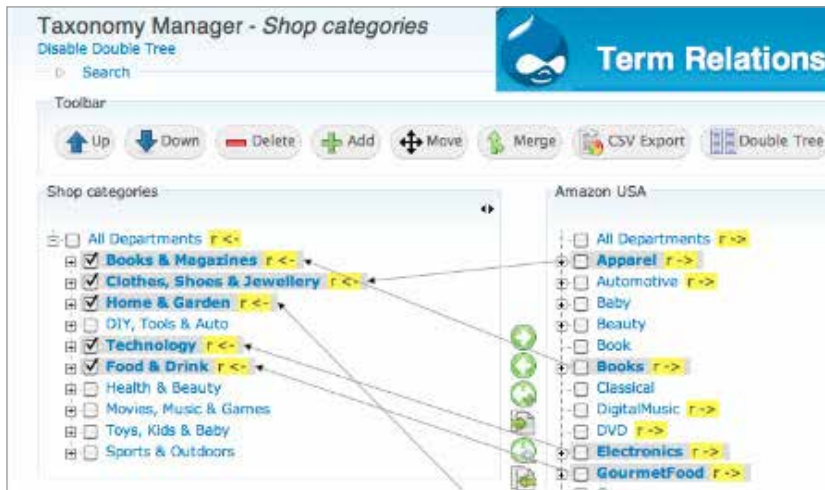 Taxonomy Manager - Shop categories
Disable Double Tree
Search
Term Relations
Toolbar
Up Down Delete Add Move Merge CSV Export Double Tree
Shop categories
All Departments r <-
Books & Magazines r <-
Clothes, Shoes & Jewellery r <-
Home & Garden r <-
DIY, Tools & Auto
Technology r <-
Food & Drink r <-
Health & Beauty
Movies, Music & Games
Toys, Kids & Baby
Sports & Outdoors
Amazon USA
All Departments r ->
Apparel r ->
Automotive r ->
Baby
Beauty
Book
Books r ->
Classical
DigitalMusic r ->
DVD r ->
Electronics r ->
GourmetFood r ->